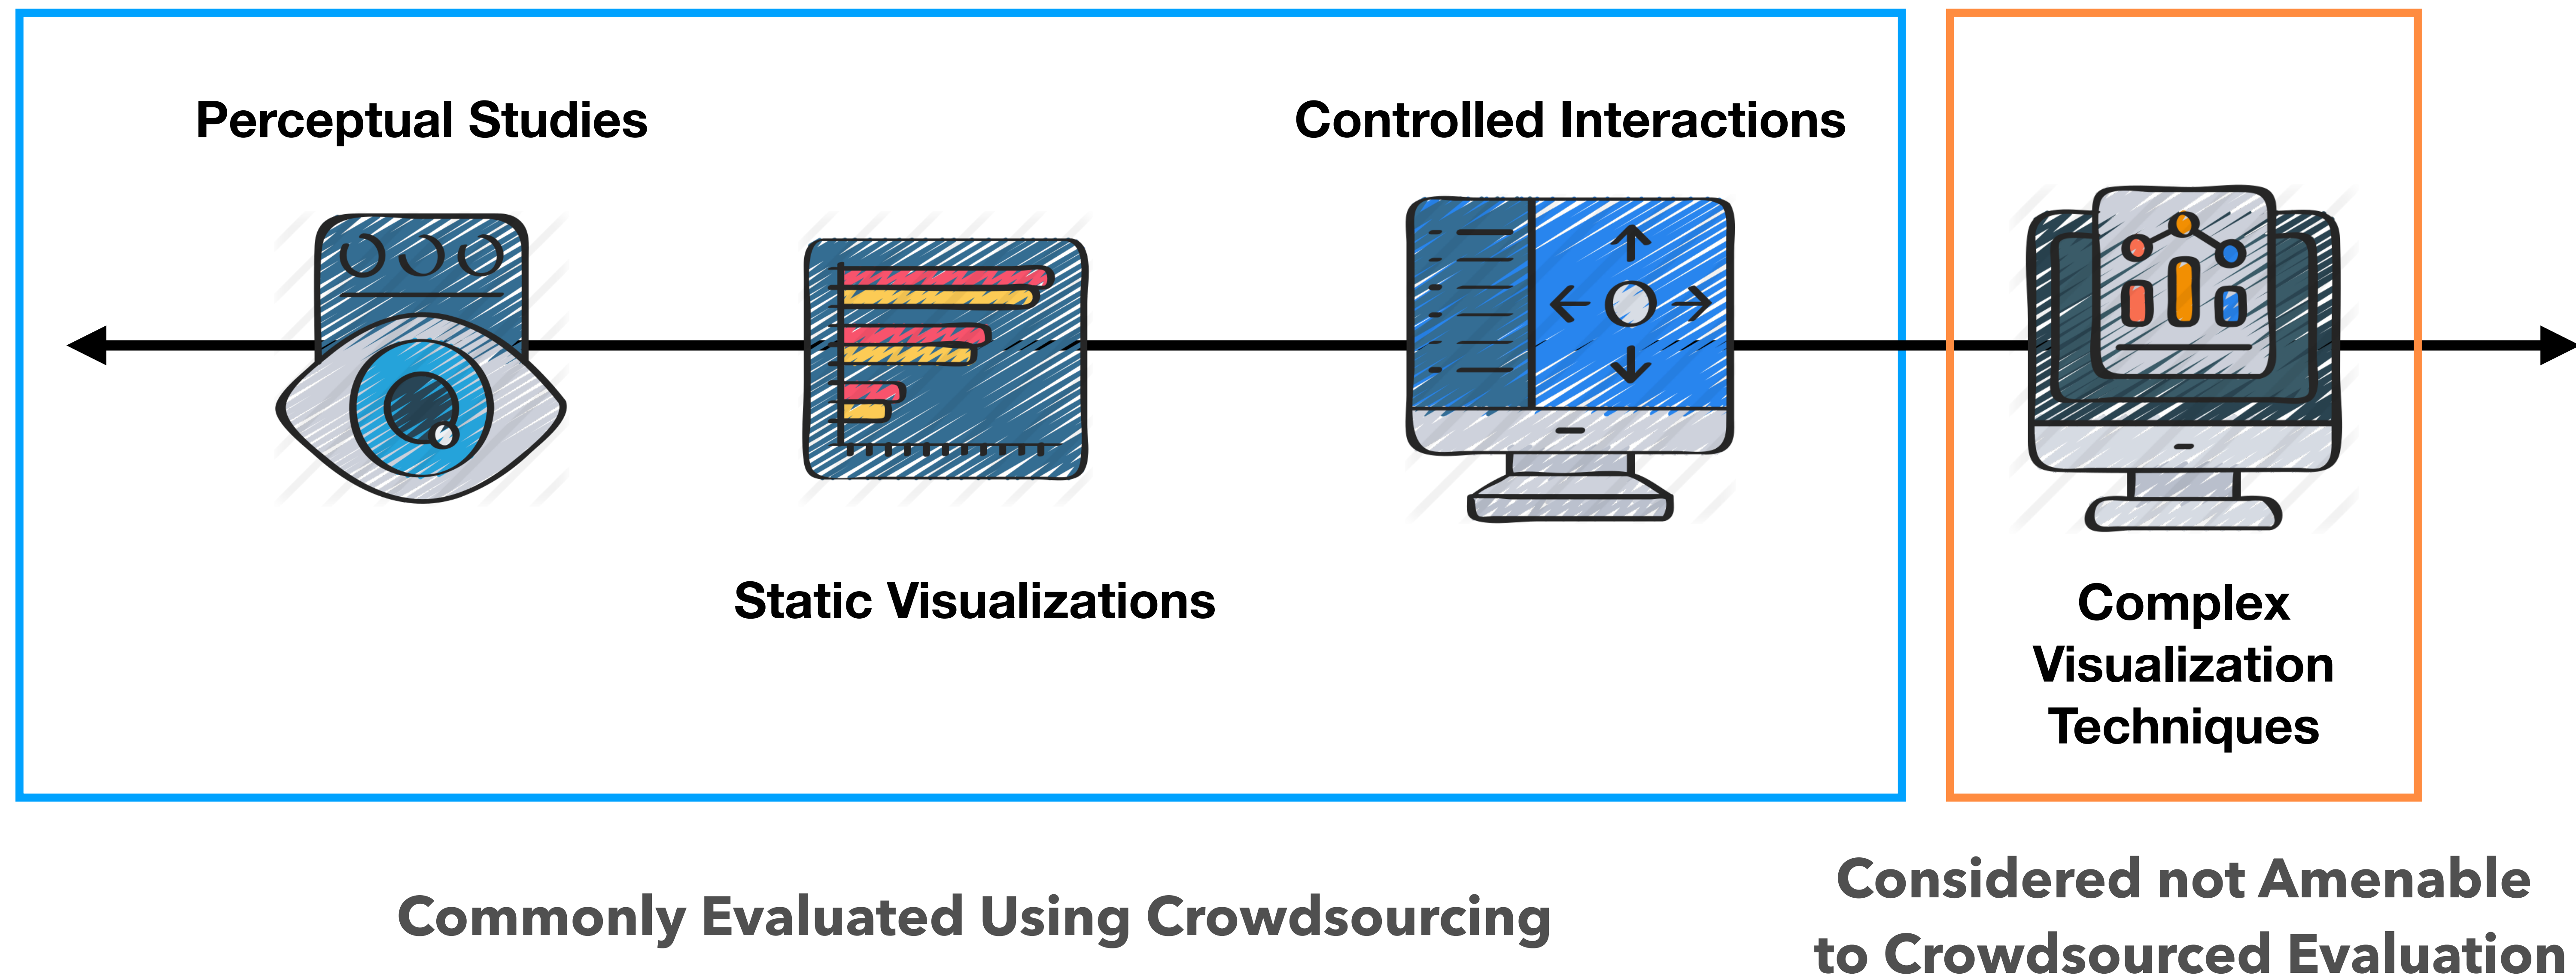 Perceptual Studies
Static Visualizations
Controlled Interactions
Complex
Visualization
Techniques
Commonly Evaluated Using Crowdsourcing
Considered not Amenable
to Crowdsourced Evaluation